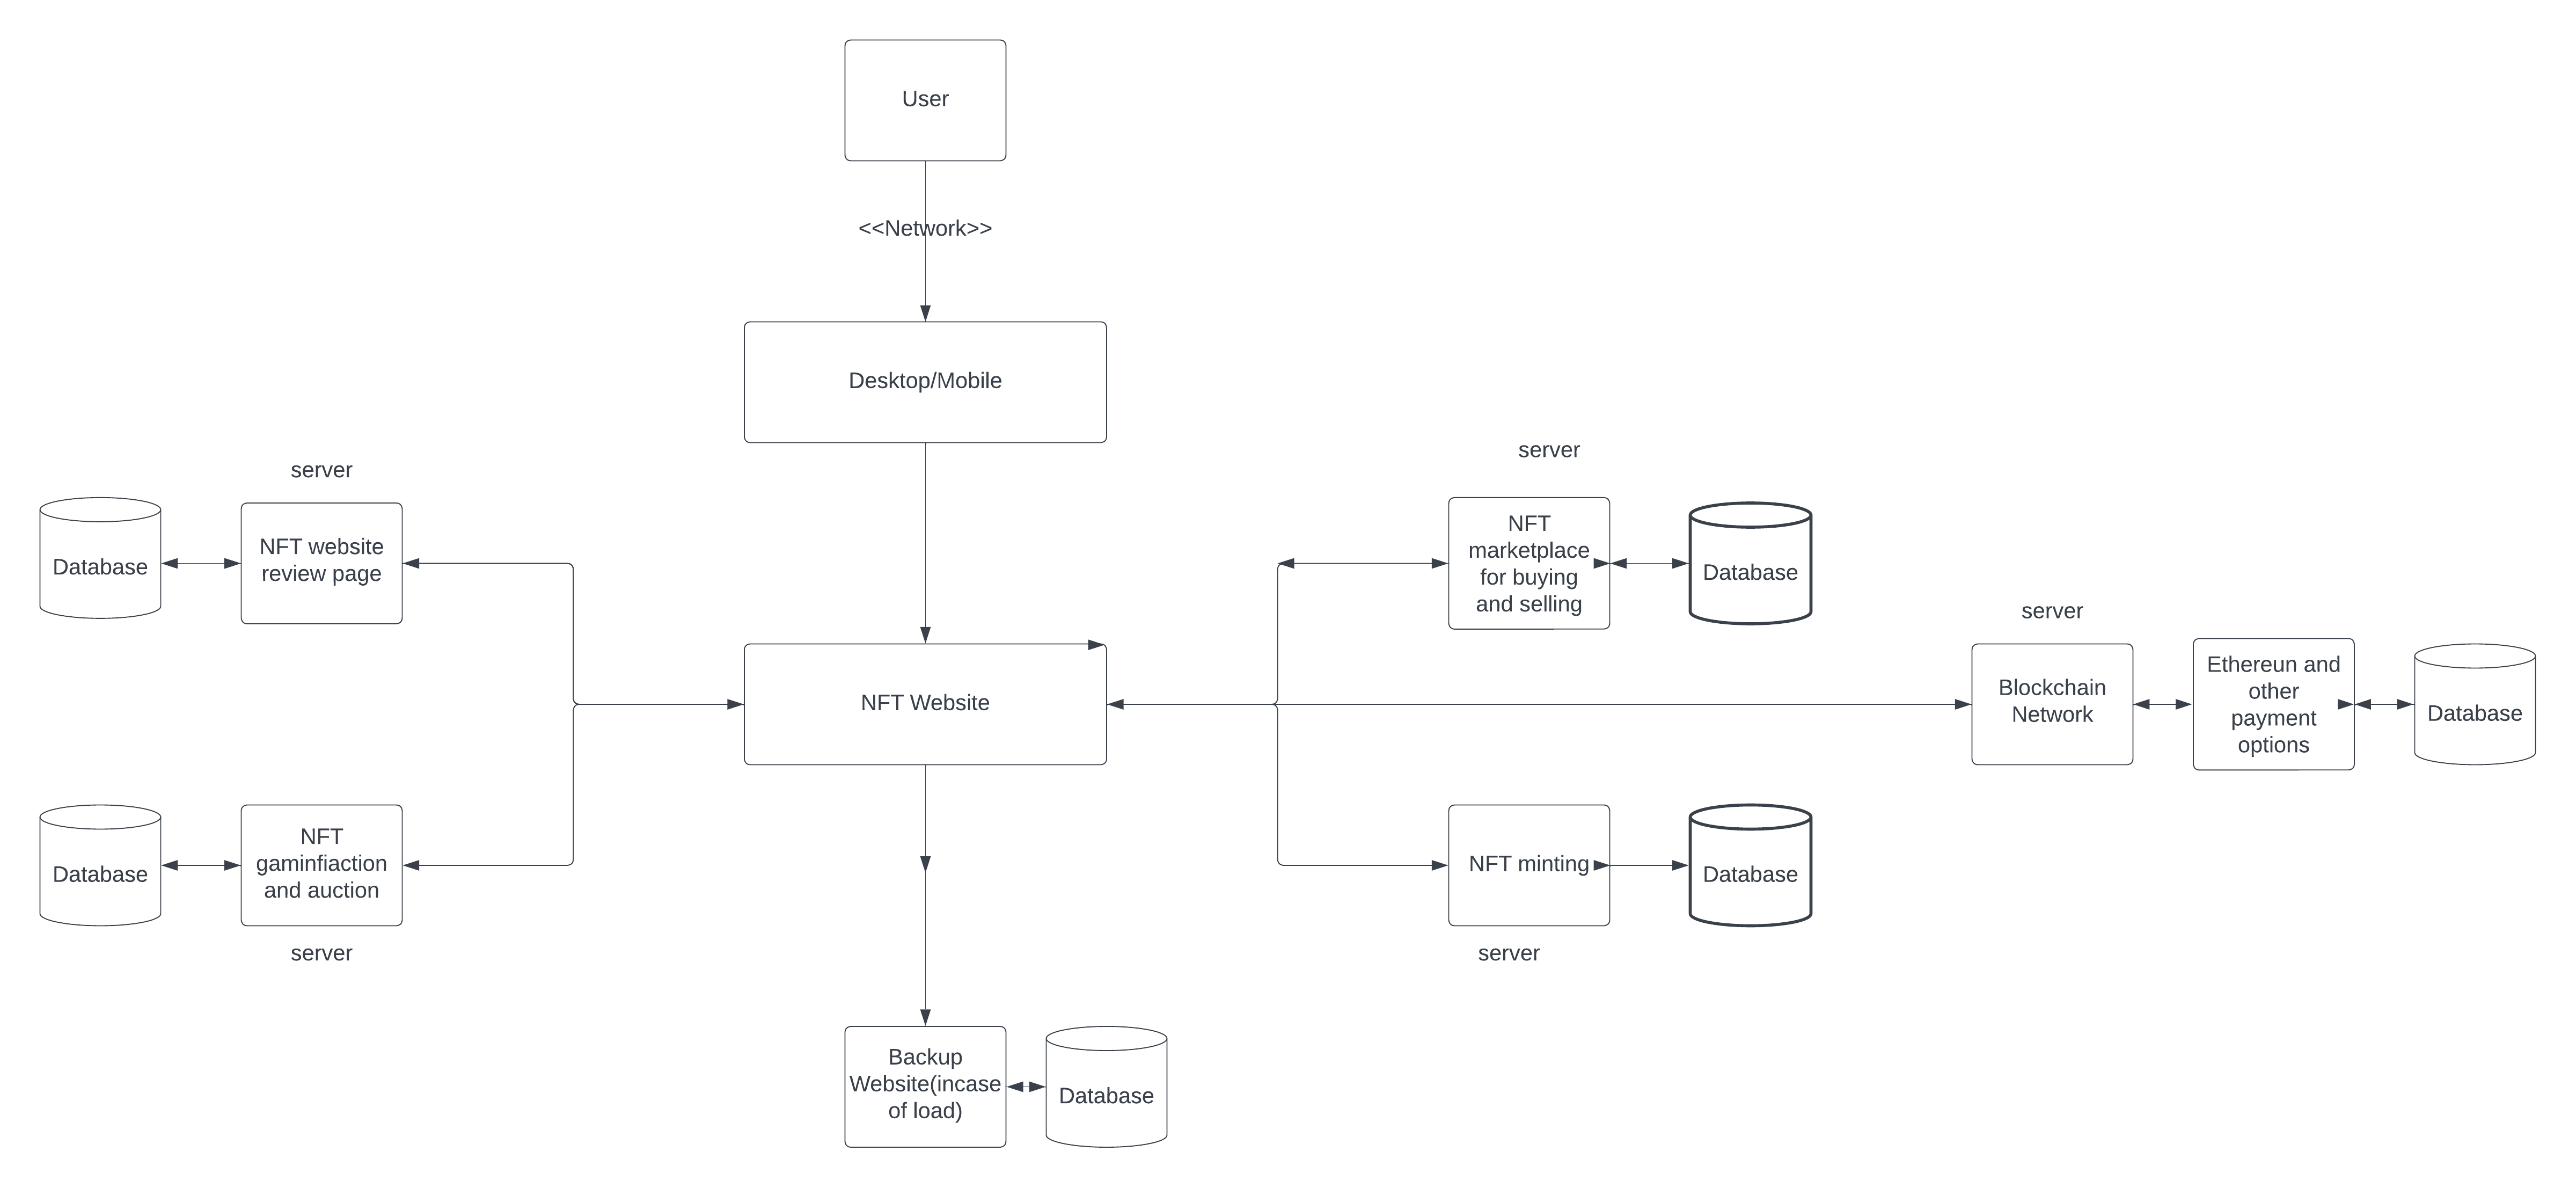 User
<<Network>>
Desktop/Mobile
server
server
Database
NFT website
review page
NFT
marketplace
for buying
and selling
Database
server
NFT Website
Blockchain
Network
Ethereun and
other
payment
options
Database
Database
NFT
gaminfiaction
and auction
NFT minting
Database
server
server
Backup
Website(incase
of load)
Database